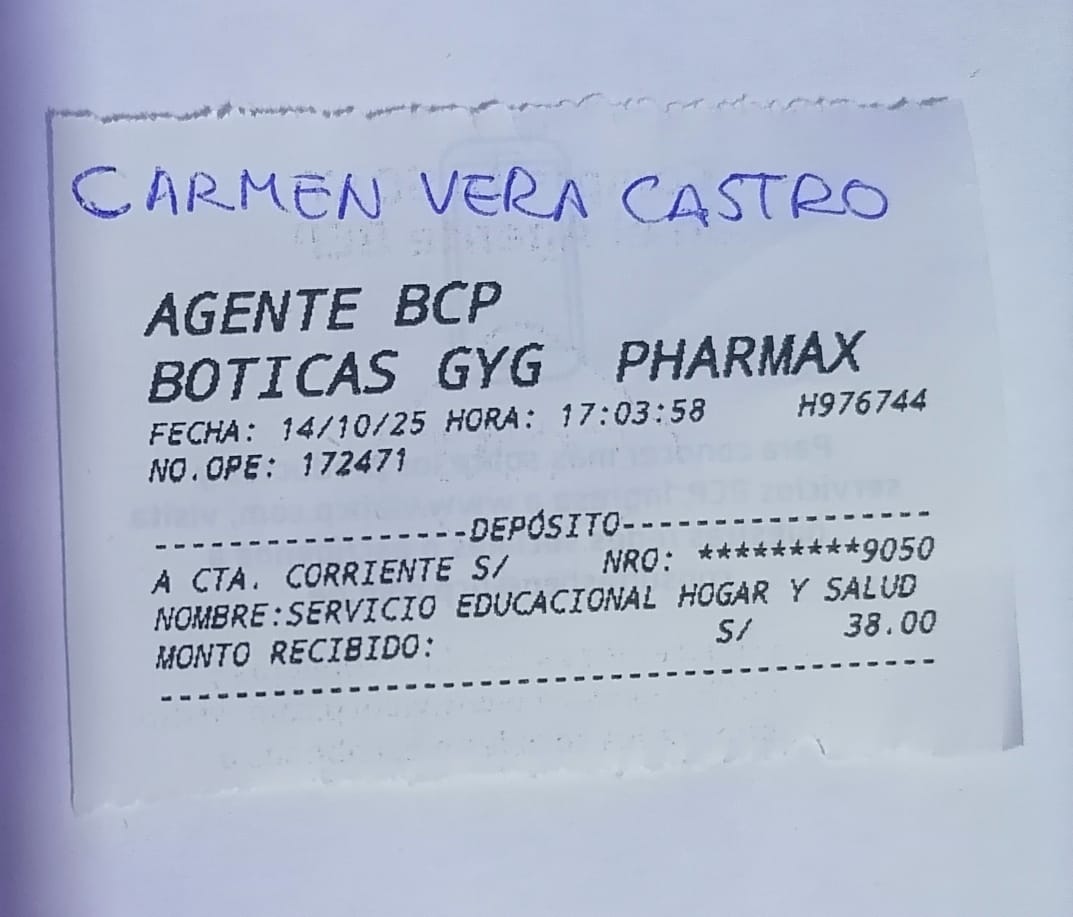 CARMEN VERA CASTRO
AGENTE BCP
BOTICAS GYG PHARMAX
FECHA: 14/10/25 HORA: 17:03:58 H976744
NO.OPE: 172471
-----------------DEPÓSITO-----------------
A CTA. CORRIENTE S/ NRO: *********9050
NOMBRE:SERVICIO EDUCACIONAL HOGAR Y SALUD
MONTO RECIBIDO: S/ 38.00
------------------------------------------